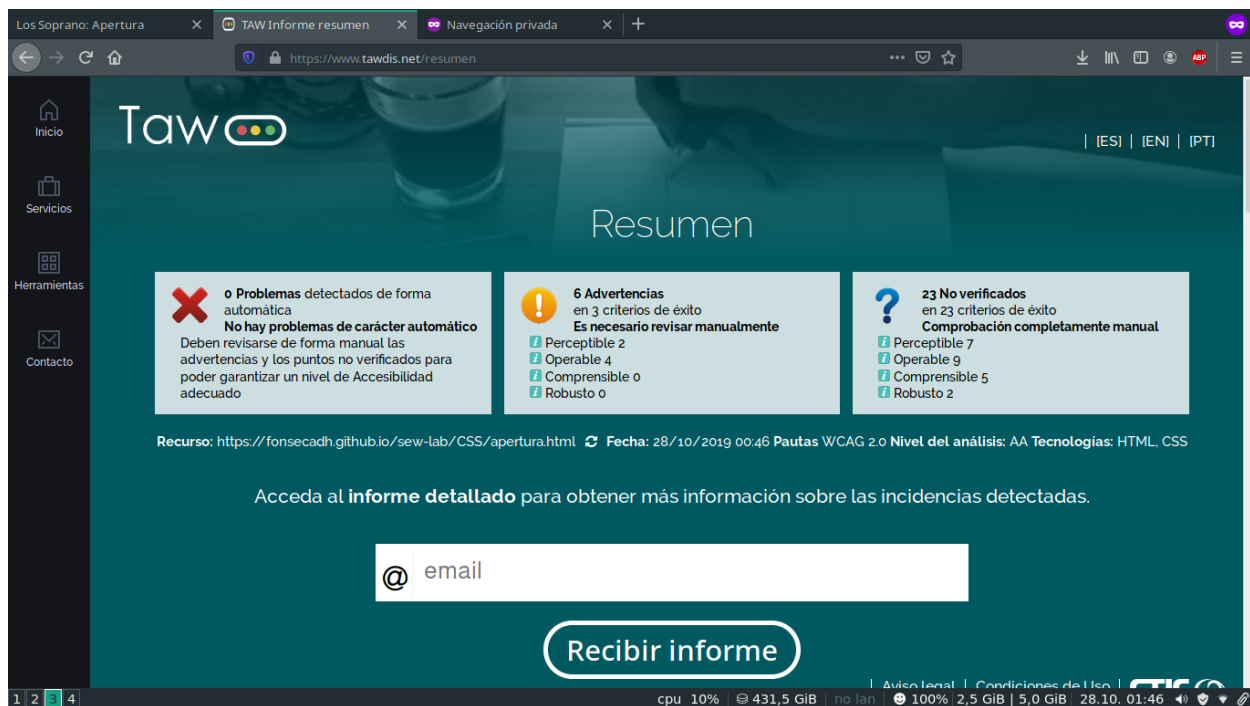 Los Soprano: Apertura
TAW Informe resumen
Navegación privada
https://www.tawdis.net/resumen
ABP
Inicio
Servicios
Herramientas
Contacto
Taw
| [ES] | [EN] | [PT]
Resumen
0 Problemas detectados de forma
automática
No hay problemas de carácter automático
Deben revisarse de forma manual las
advertencias y los puntos no verificados para
poder garantizar un nivel de Accesibilidad
adecuado
6 Advertencias
en 3 criterios de éxito
Es necesario revisar manualmente
Perceptible 2
Operable 4
Comprensible 0
Robusto 0
23 No verificados
en 23 criterios de éxito
Comprobación completamente manual
Perceptible 7
Operable 9
Comprensible 5
Robusto 2
Recurso: https://fonsecadh.github.io/sew-lab/CSS/apertura.html Fecha: 28/10/2019 00:46 Pautas WCAG 2.0 Nivel del análisis: AA Tecnologías: HTML, CSS
Acceda al informe detallado para obtener más información sobre las incidencias detectadas.
@ email
Recibir informe
| Aviso legal | Condiciones de Uso |
1 2 3 4
cpu 10% 431,5 GiB no lan 100% 2,5 GiB | 5,0 GiB 28.10. 01:46